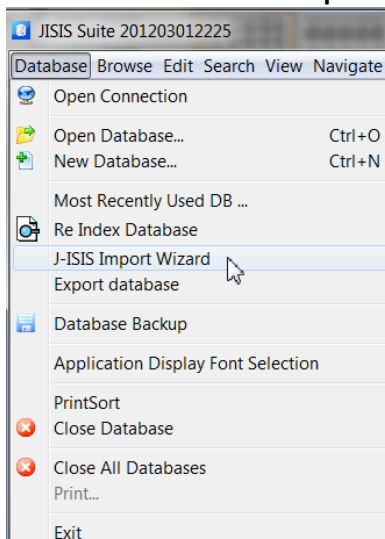 JISIS Suite 201203012225
Database Browse Edit Search View Navigate
Open Connection
Open Database... Ctrl+O
New Database... Ctrl+N
Most Recently Used DB ...
Re Index Database
J-ISIS Import Wizard
Export database
Database Backup
Application Display Font Selection
PrintSort
Close Database
Close All Databases
Print...
Exit